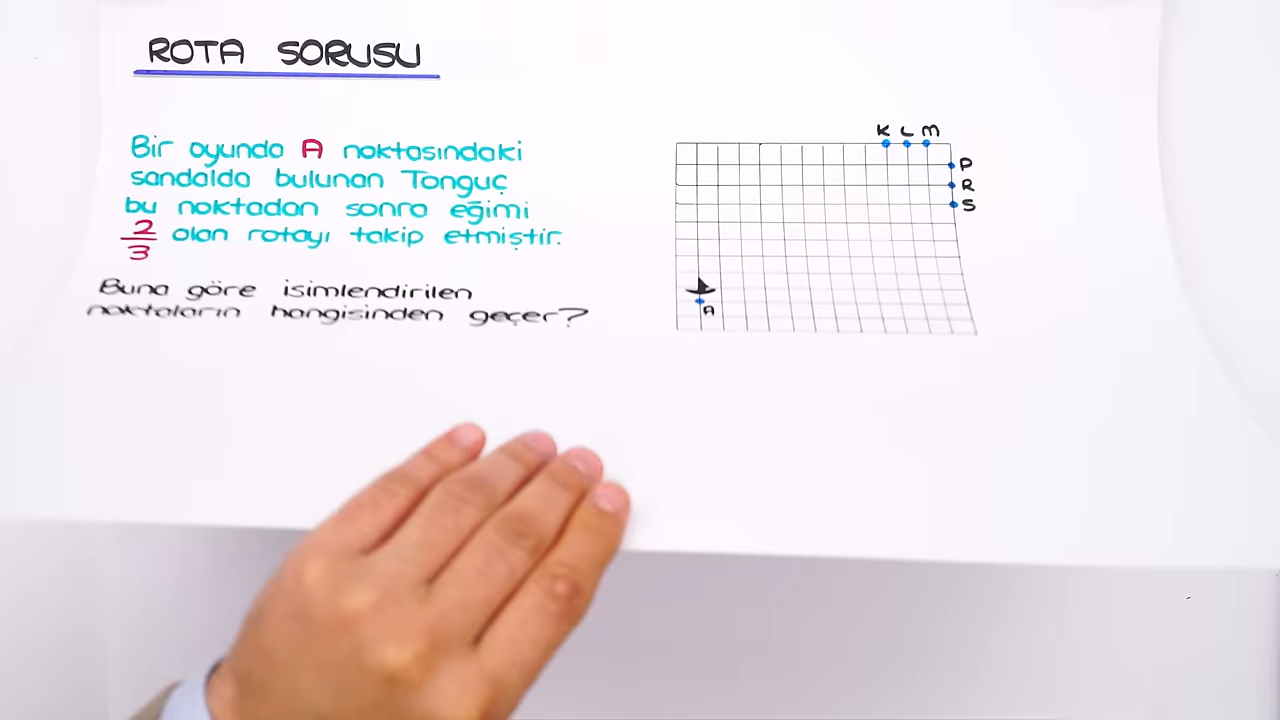 ROTA SORUSU
Bir oyunda A noktasındaki
sandalda bulunan Tonguç
bu noktadan sonra eğimi
2/3 olan rotayı takip etmiştir.
Buna göre isimlendirilen
noktaların hangisinden geçer?
K L M
P
R
S
A